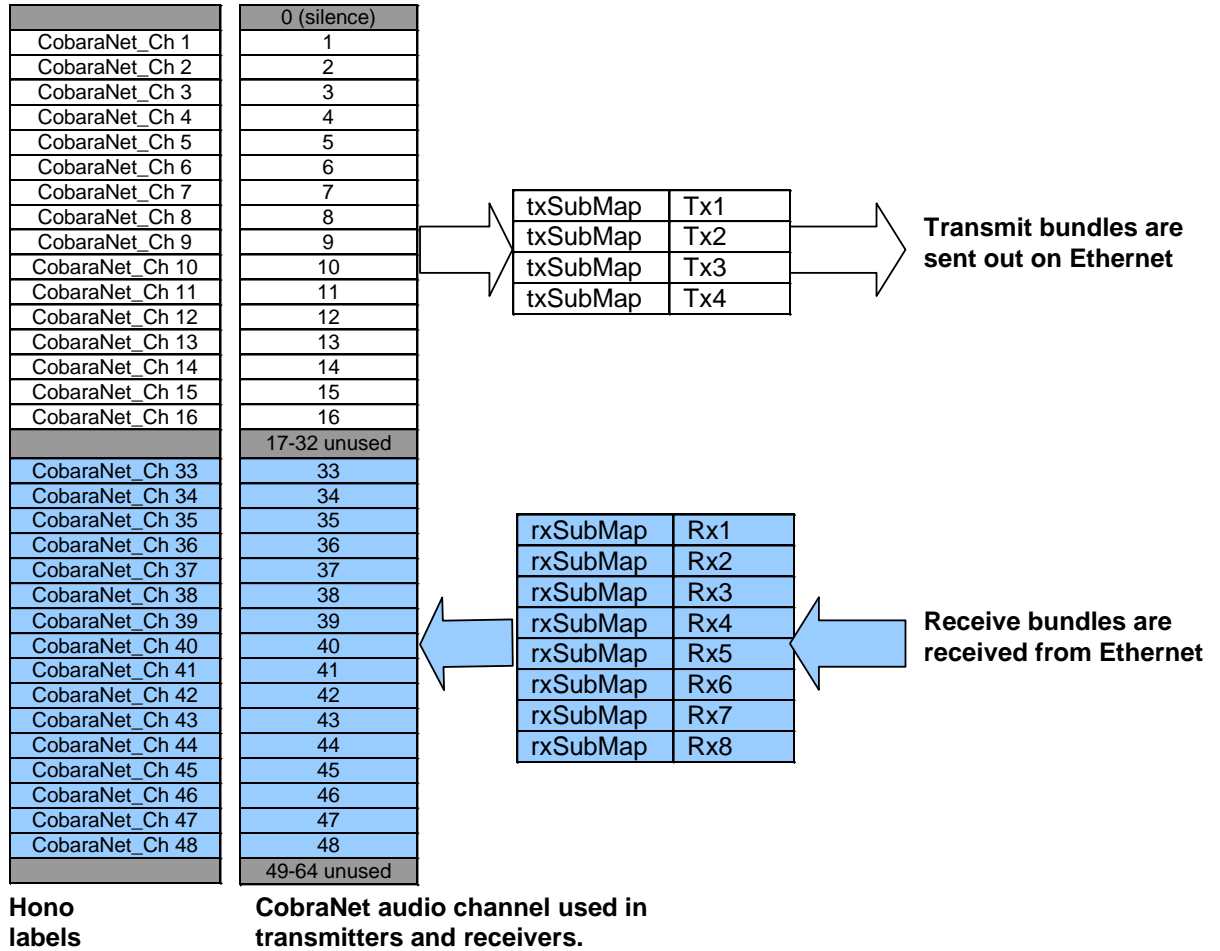 0 (silence)
CobaraNet_Ch 1 1
CobaraNet_Ch 2 2
CobaraNet_Ch 3 3
CobaraNet_Ch 4 4
CobaraNet_Ch 5 5
CobaraNet_Ch 6 6
CobaraNet_Ch 7 7
CobaraNet_Ch 8 8
CobaraNet_Ch 9 9
CobaraNet_Ch 10 10
CobaraNet_Ch 11 11
CobaraNet_Ch 12 12
CobaraNet_Ch 13 13
CobaraNet_Ch 14 14
CobaraNet_Ch 15 15
CobaraNet_Ch 16 16
17-32 unused
CobaraNet_Ch 33 33
CobaraNet_Ch 34 34
CobaraNet_Ch 35 35
CobaraNet_Ch 36 36
CobaraNet_Ch 37 37
CobaraNet_Ch 38 38
CobaraNet_Ch 39 39
CobaraNet_Ch 40 40
CobaraNet_Ch 41 41
CobaraNet_Ch 42 42
CobaraNet_Ch 43 43
CobaraNet_Ch 44 44
CobaraNet_Ch 45 45
CobaraNet_Ch 46 46
CobaraNet_Ch 47 47
CobaraNet_Ch 48 48
49-64 unused
Hono
labels
CobraNet audio channel used in
transmitters and receivers.
txSubMap Tx1
txSubMap Tx2
txSubMap Tx3
txSubMap Tx4
Transmit bundles are
sent out on Ethernet
rxSubMap Rx1
rxSubMap Rx2
rxSubMap Rx3
rxSubMap Rx4
rxSubMap Rx5
rxSubMap Rx6
rxSubMap Rx7
rxSubMap Rx8
Receive bundles are
received from Ethernet